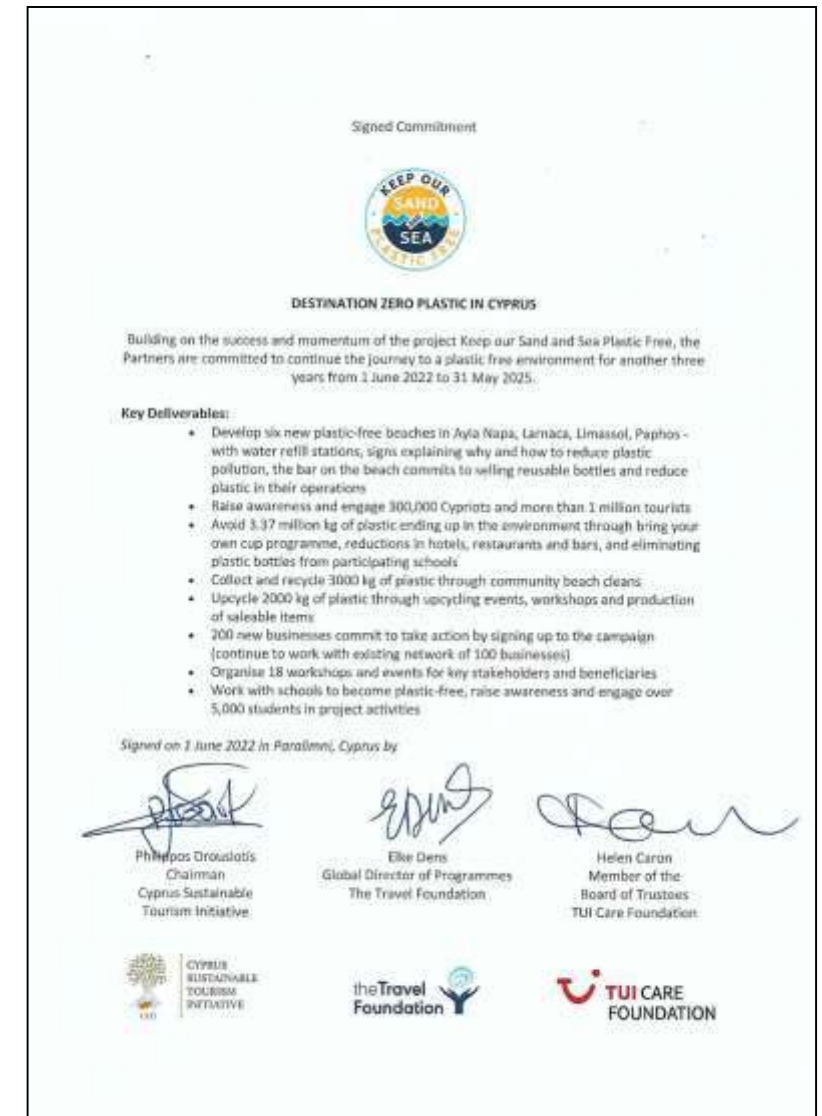 Signed Commitment
KEEP OUR
SAND
AND
SEA
PLASTIC FREE
DESTINATION ZERO PLASTIC IN CYPRUS
Building on the success and momentum of the project Keep our Sand and Sea Plastic Free, the
Partners are committed to continue the journey to a plastic free environment for another three
years from 1 June 2022 to 31 May 2025.
Key Deliverables:
• Develop six new plastic-free beaches in Ayia Napa, Larnaca, Limassol, Paphos -
with water refill stations, signs explaining why and how to reduce plastic
pollution, the bar on the beach commits to selling reusable bottles and reduce
plastic in their operations
• Raise awareness and engage 300,000 Cypriots and more than 1 million tourists
• Avoid 3.37 million kg of plastic ending up in the environment through bring your
own cup programme, reductions in hotels, restaurants and bars, and eliminating
plastic bottles from participating schools
• Collect and recycle 3000 kg of plastic through community beach cleans
• Upcycle 2000 kg of plastic through upcycling events, workshops and production
of saleable items
• 200 new businesses commit to take action by signing up to the campaign
(continue to work with existing network of 100 businesses)
• Organise 18 workshops and events for key stakeholders and beneficiaries
• Work with schools to become plastic-free, raise awareness and engage over
5,000 students in project activities
Signed on 1 June 2022 in Paralimni, Cyprus by
EDens
Philippos Drousiotis
Chairman
Cyprus Sustainable
Tourism Initiative
Elke Dens
Global Director of Programmes
The Travel Foundation
Helen Caron
Member of the
Board of Trustees
TUI Care Foundation
CSTI
CYPRUS
SUSTAINABLE
TOURISM
INITIATIVE
theTravel
Foundation
TUI CARE
FOUNDATION